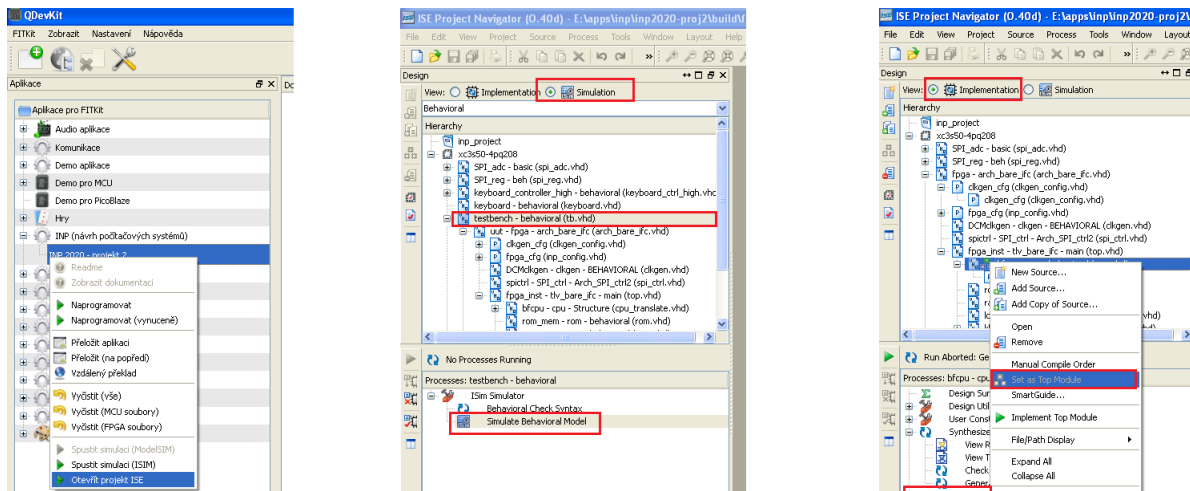 QDevKit
FITKit Zobrazit Nastavení Nápověda
Aplikace
Aplikace pro FITKit
Audio aplikace
Komunikace
Demo aplikace
Demo pro MCU
Demo pro PicoBlaze
Hry
INP (návrh počítačových systémů)
INP 2020 - projekt 2
Readme
Zobrazit dokumentaci
Naprogramovat
Naprogramovat (vynuceně)
Přeložit aplikaci
Přeložit (na popředí)
Vzdálený překlad
Vyčistit (vše)
Vyčistit (MCU soubory)
Vyčistit (FPGA soubory)
Spustit simulaci (ModelSIM)
Spustit simulaci (ISIM)
Otevřít projekt ISE
ISE Project Navigator (O.40d) - E:\apps\inp\inp2020-proj2\build\f
File Edit View Project Source Process Tools Window Layout Help
Design
View: Implementation Simulation
Behavioral
Hierarchy
inp_project
xc3s50-4pq208
SPI_adc - basic (spi_adc.vhd)
SPI_reg - beh (spi_reg.vhd)
keyboard_controller_high - behavioral (keyboard_ctrl_high.vhd
keyboard - behavioral (keyboard.vhd)
testbench - behavioral (tb.vhd)
uut - fpga - arch_bare_ifc (arch_bare_ifc.vhd)
clkgen_cfg (clkgen_config.vhd)
fpga_cfg (inp_config.vhd)
DCMclkgen - clkgen - BEHAVIORAL (clkgen.vhd)
spictrl - SPI_ctrl - Arch_SPI_ctrl2 (spi_ctrl.vhd)
fpga_inst - tlv_bare_ifc - main (top.vhd)
bfcpu - cpu - Structure (cpu_translate.vhd)
rom_mem - rom - behavioral (rom.vhd)
No Processes Running
Processes: testbench - behavioral
ISim Simulator
Behavioral Check Syntax
Simulate Behavioral Model
ISE Project Navigator (O.40d) - E:\apps\inp\inp2020-proj2\
File Edit View Project Source Process Tools Window Layout
Design
View: Implementation Simulation
Hierarchy
inp_project
xc3s50-4pq208
SPI_adc - basic (spi_adc.vhd)
SPI_reg - beh (spi_reg.vhd)
fpga - arch_bare_ifc (arch_bare_ifc.vhd)
clkgen_cfg (clkgen_config.vhd)
clkgen_cfg (clkgen_config.vhd)
fpga_cfg (inp_config.vhd)
DCMclkgen - clkgen - BEHAVIORAL (clkgen.vhd)
spictrl - SPI_ctrl - Arch_SPI_ctrl2 (spi_ctrl.vhd)
fpga_inst - tlv_bare_ifc - main (top.vhd)
New Source...
Add Source...
Add Copy of Source...
Open
Remove
Manual Compile Order
Set as Top Module
SmartGuide...
Implement Top Module
File/Path Display
Expand All
Collapse All
Run Aborted: Ge
Processes: bfcpu - cpu
Design Sum
Design Util
User Const
Synthesize
View R
View T
Check
Gener